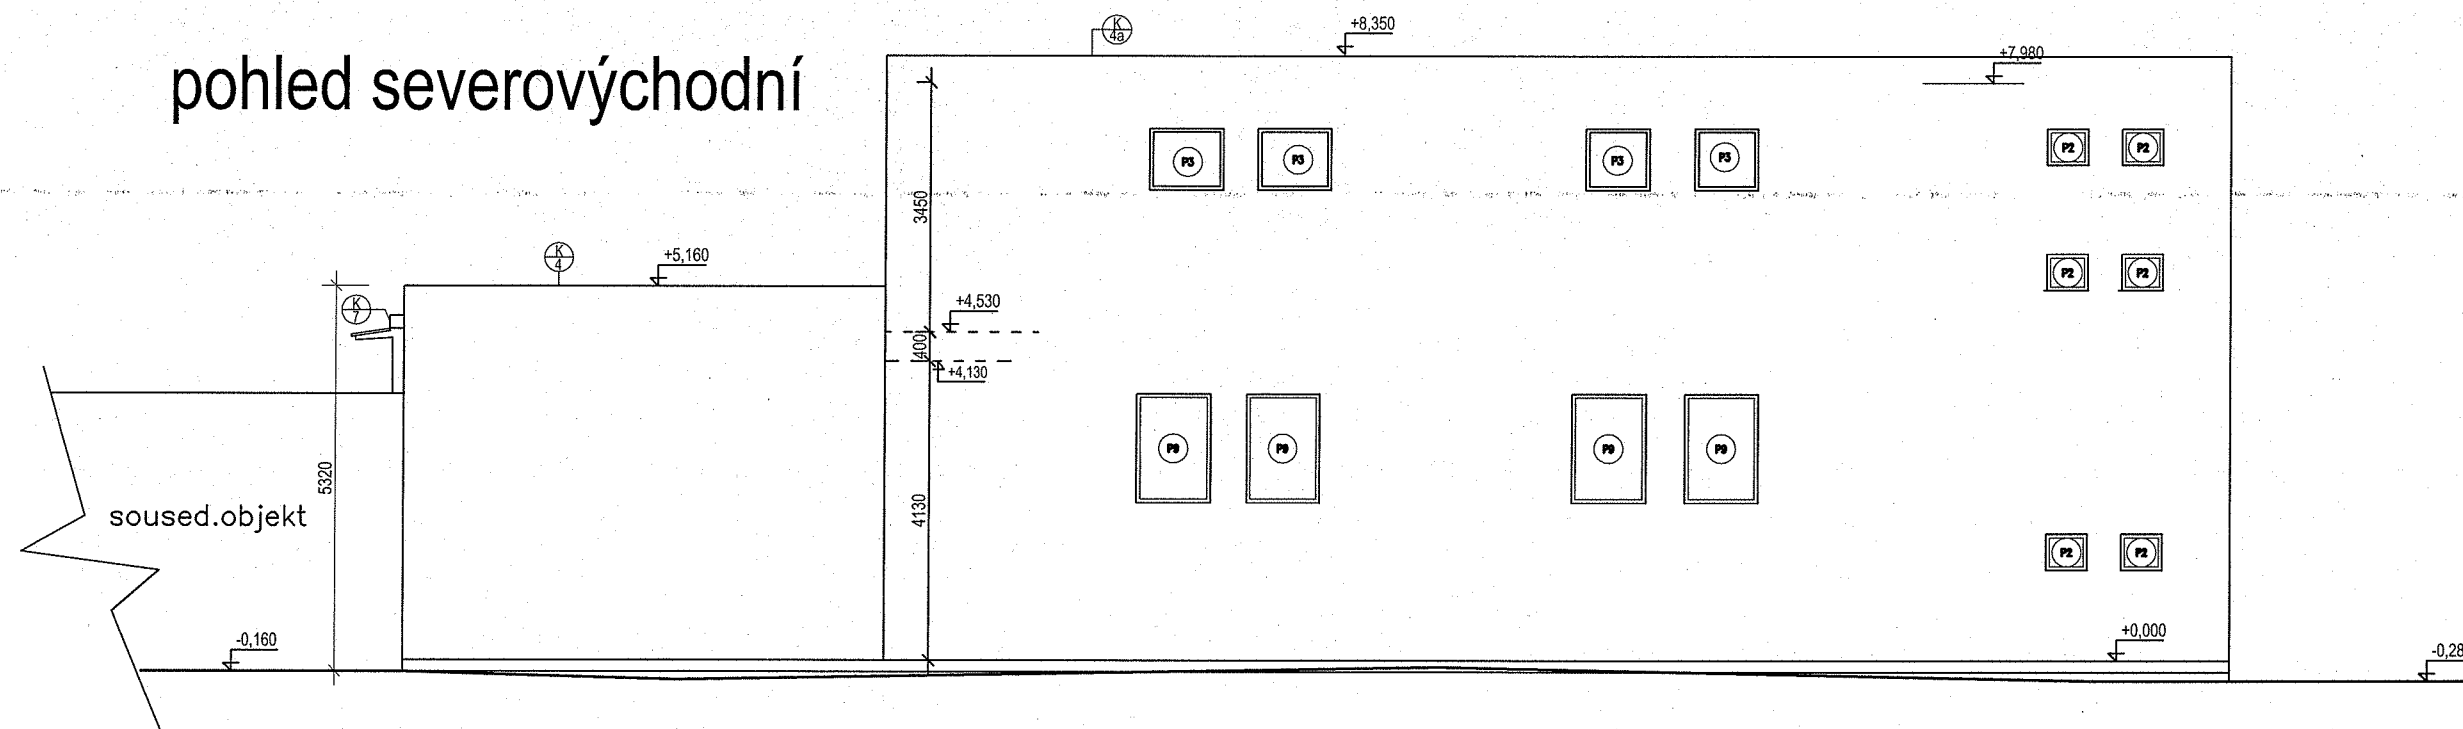 K
4a
+8,350
+7,980
pohled severovýchodní
P3
P3
P3
P3
P2
P2
3450
K
4
+5,160
P2
P2
K
7
+4,530
400
+4,130
P9
P9
P9
P9
5320
4130
soused.objekt
P2
P2
-0,160
+0,000
-0,28